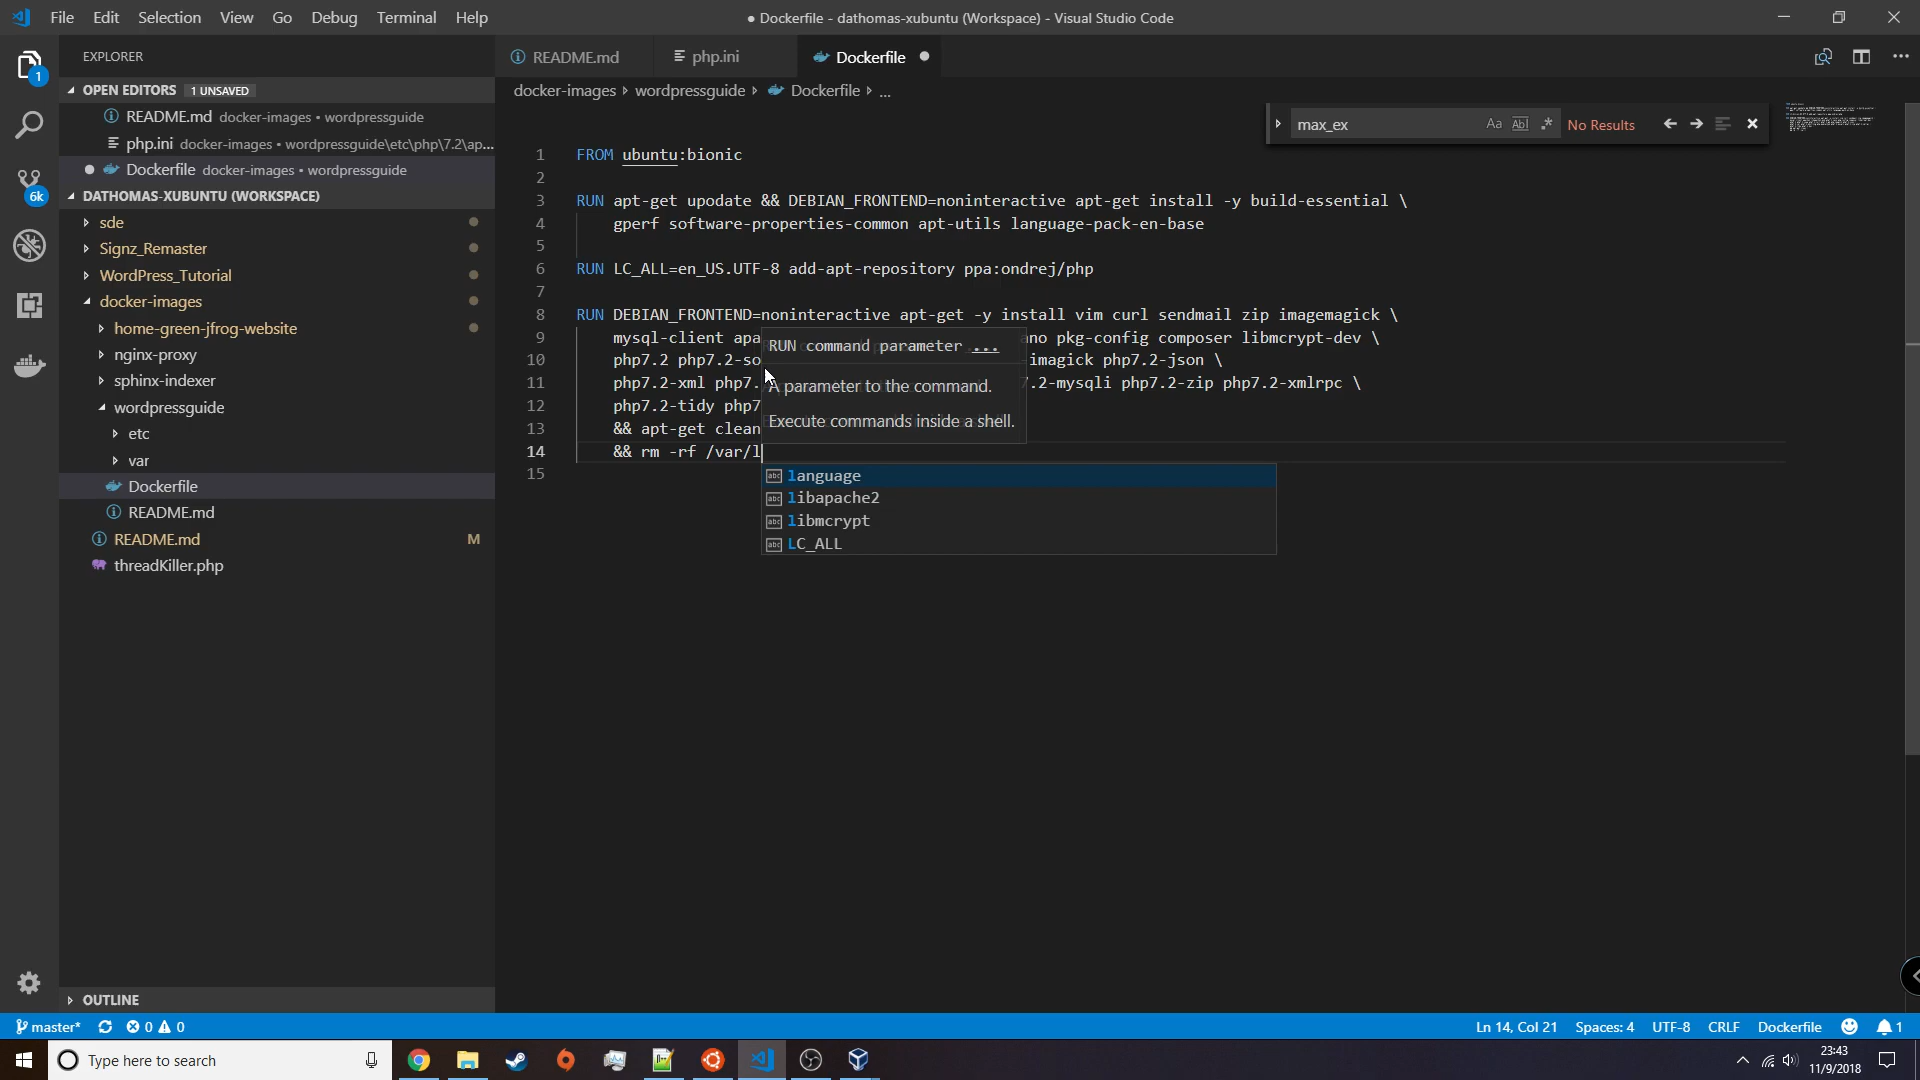 File Edit Selection View Go Debug Terminal Help
● Dockerfile - dathomas-xubuntu (Workspace) - Visual Studio Code
EXPLORER
OPEN EDITORS 1 UNSAVED
README.md docker-images • wordpressguide
php.ini docker-images • wordpressguide\etc\php\7.2\ap...
Dockerfile docker-images • wordpressguide
DATHOMAS-XUBUNTU (WORKSPACE)
sde
Signz_Remaster
WordPress_Tutorial
docker-images
home-green-jfrog-website
nginx-proxy
sphinx-indexer
wordpressguide
etc
var
Dockerfile
README.md
README.md M
threadKiller.php
OUTLINE
1
6k
README.md php.ini Dockerfile
docker-images wordpressguide Dockerfile ...
max_ex Aa Abl .* No Results
1 FROM ubuntu:bionic
2
3 RUN apt-get upodate && DEBIAN_FRONTEND=noninteractive apt-get install -y build-essential \
4 gperf software-properties-common apt-utils language-pack-en-base
5
6 RUN LC_ALL=en_US.UTF-8 add-apt-repository ppa:ondrej/php
7
8 RUN DEBIAN_FRONTEND=noninteractive apt-get -y install vim curl sendmail zip imagemagick \
9 mysql-client apa ano pkg-config composer libmcrypt-dev \
10 php7.2 php7.2-so -imagick php7.2-json \
11 php7.2-xml php7. .2-mysqli php7.2-zip php7.2-xmlrpc \
12 php7.2-tidy php7
13 && apt-get clean
14 && rm -rf /var/l
15
RUN command parameter ...
A parameter to the command.
Execute commands inside a shell.
language
libapache2
libmcrypt
LC_ALL
master* 0 0 Ln 14, Col 21 Spaces: 4 UTF-8 CRLF Dockerfile 1
Type here to search
23:43
11/9/2018